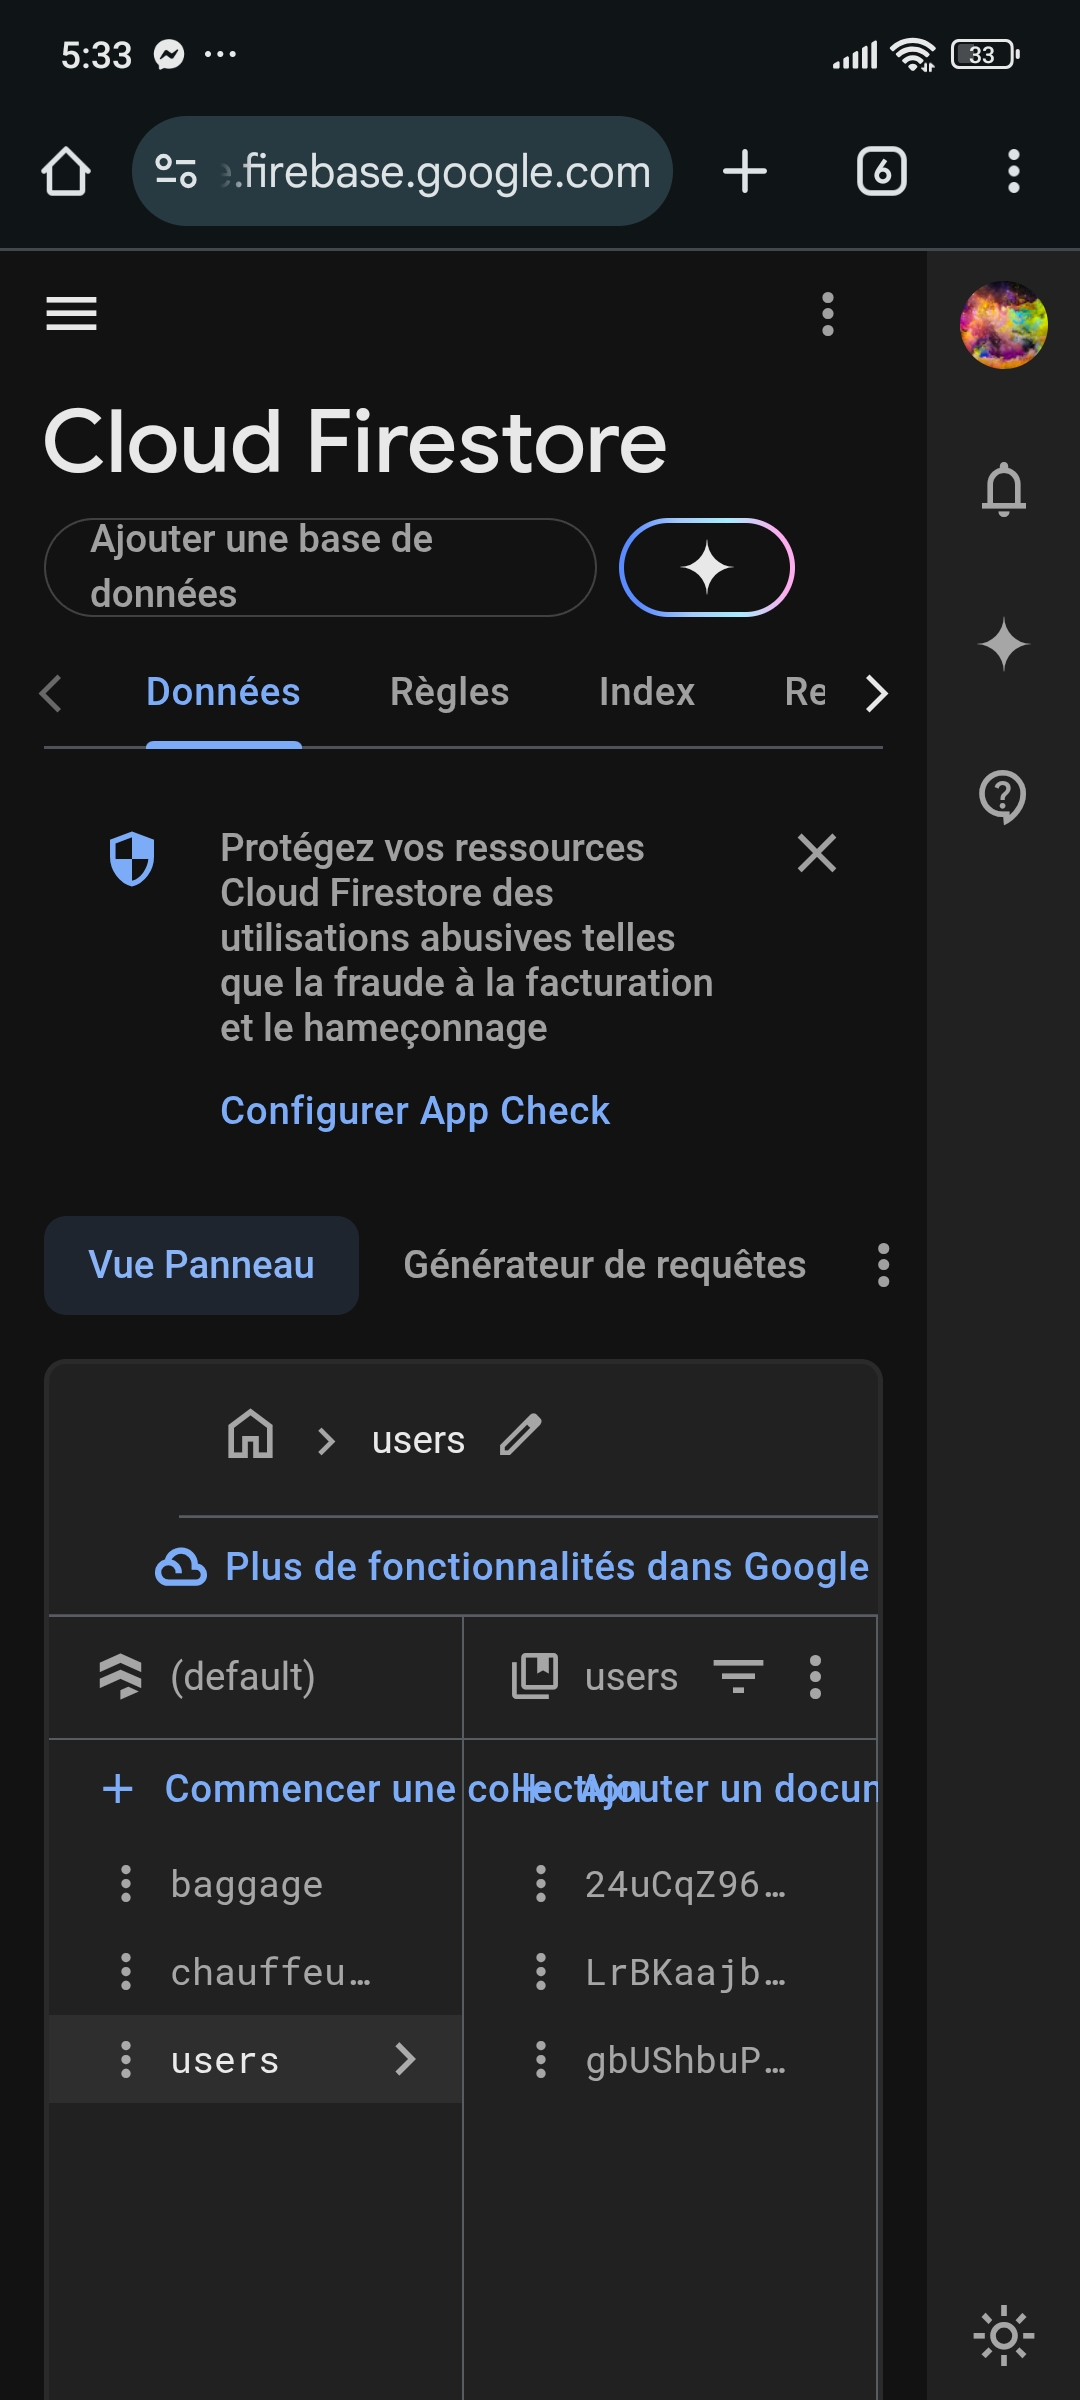 5:33
33
.firebase.google.com
6
Cloud Firestore
Ajouter une base de
données
Données Règles Index Re
Protégez vos ressources
Cloud Firestore des
utilisations abusives telles
que la fraude à la facturation
et le hameçonnage
Configurer App Check
Vue Panneau Générateur de requêtes
users
Plus de fonctionnalités dans Google
(default) users
+ Commencer une collection + Ajouter un docum
baggage 24uCqZ96…
chauffeu… LrBKaajb…
users gbUShbuP…